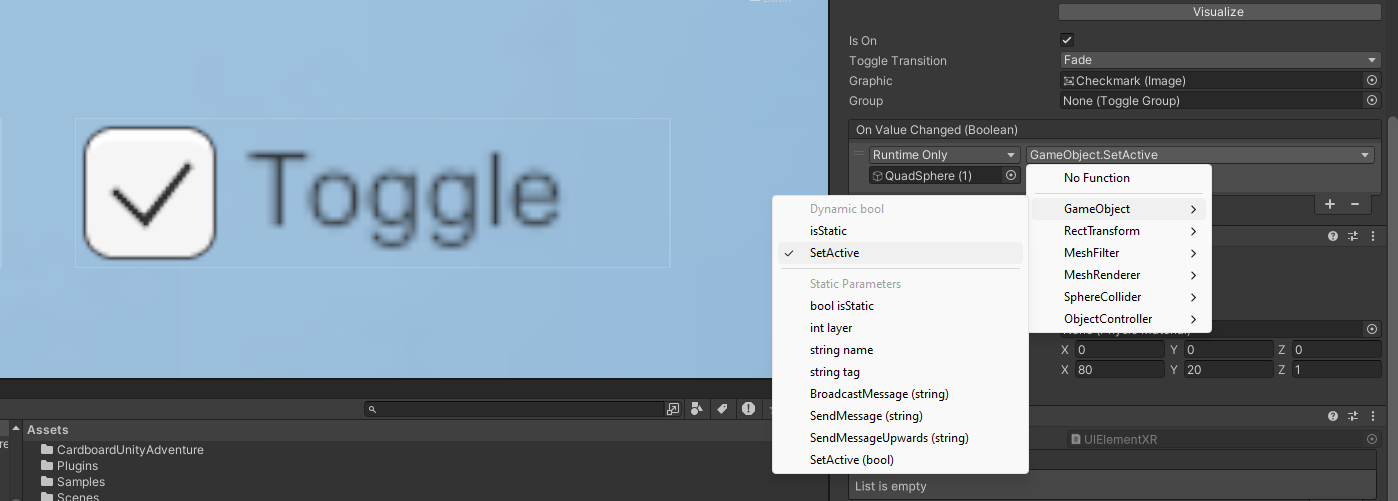 Visualize
Is On
Toggle Transition
Fade
Graphic
Checkmark (Image)
Group
None (Toggle Group)
On Value Changed (Boolean)
Runtime Only
GameObject.SetActive
QuadSphere (1)
No Function
GameObject
RectTransform
MeshFilter
MeshRenderer
SphereCollider
ObjectController
Dynamic bool
isStatic
SetActive
Static Parameters
bool isStatic
int layer
string name
string tag
BroadcastMessage (string)
SendMessage (string)
SendMessageUpwards (string)
SetActive (bool)
Toggle
X 0 Y 0 Z 0
X 80 Y 20 Z 1
UIElementXR
List is empty
Assets
CardboardUnityAdventure
Plugins
Samples
Scenes